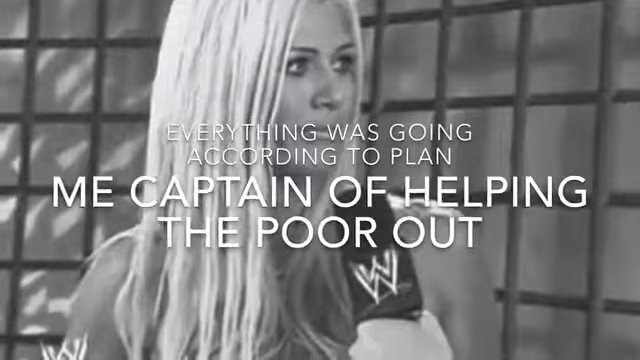 EVERYTHING WAS GOING
ACCORDING TO PLAN
ME CAPTAIN OF HELPING
THE POOR OUT
W
W